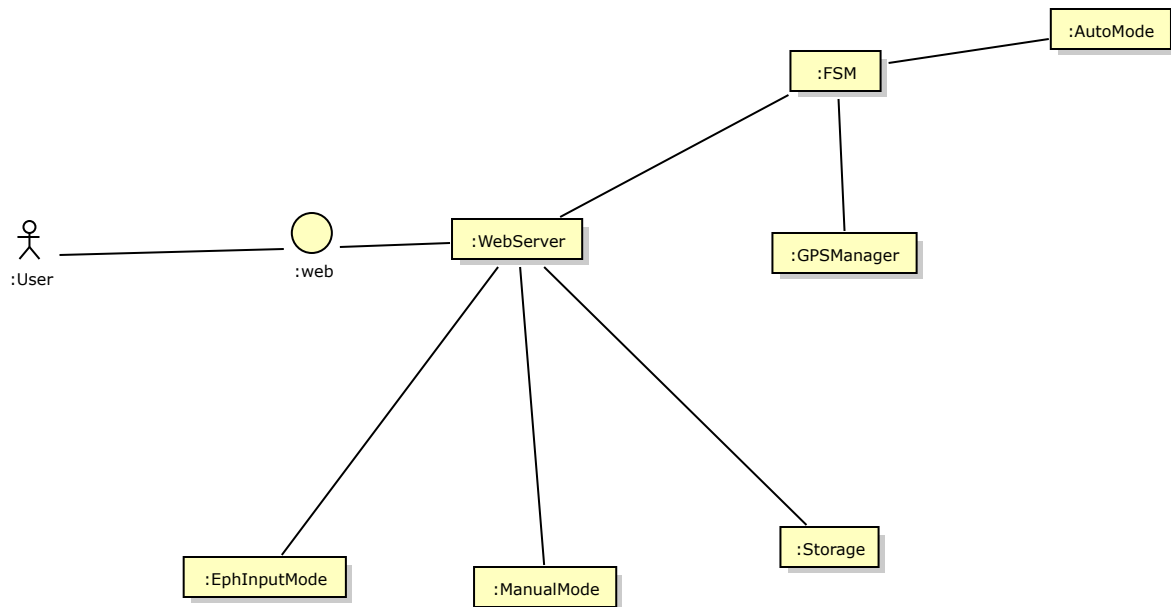 :AutoMode
:FSM
:User
:web
:WebServer
:GPSManager
:EphInputMode
:ManualMode
:Storage